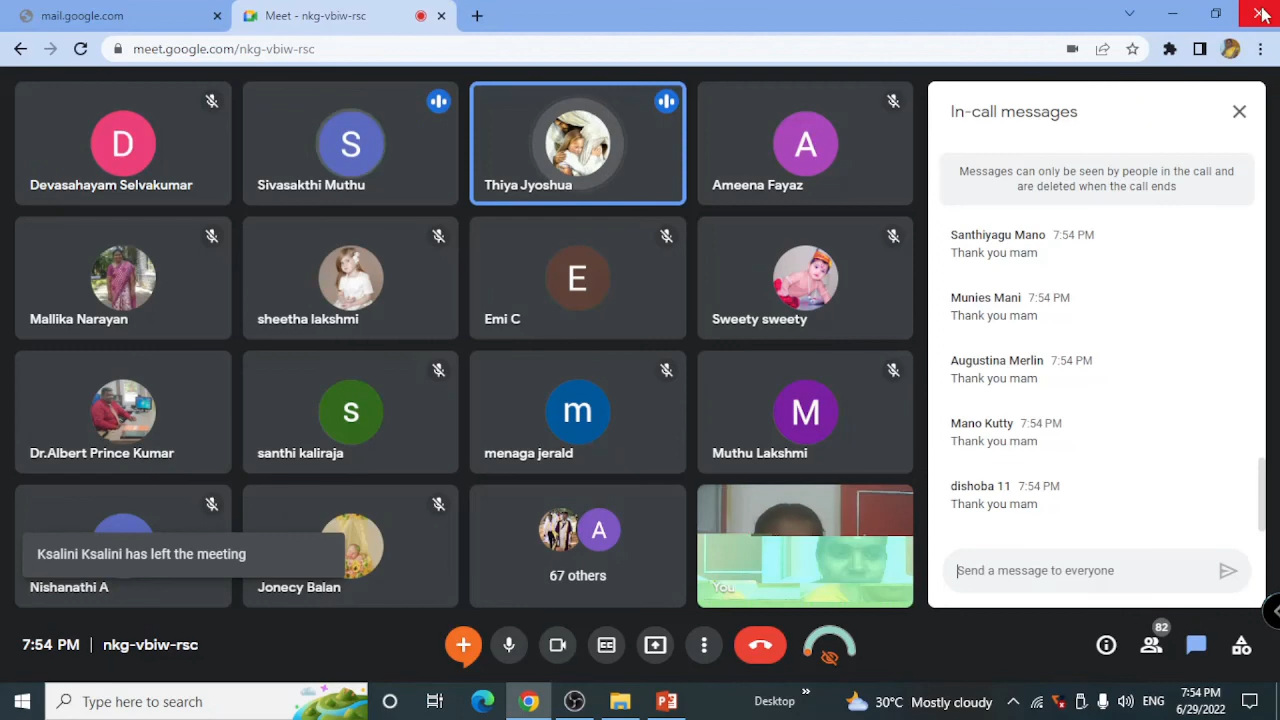 mail.google.com
Meet - nkg-vbiw-rsc
meet.google.com/nkg-vbiw-rsc
D
Devasahayam Selvakumar
S
Sivasakthi Muthu
Thiya Jyoshua
A
Ameena Fayaz
Mallika Narayan
sheetha lakshmi
E
Emi C
Sweety sweety
Dr.Albert Prince Kumar
s
santhi kaliraja
m
menaga jerald
M
Muthu Lakshmi
Ksalini Ksalini has left the meeting
Nishanathi A
Jonecy Balan
A
67 others
You
In-call messages
Messages can only be seen by people in the call and
are deleted when the call ends
Santhiyagu Mano 7:54 PM
Thank you mam
Munies Mani 7:54 PM
Thank you mam
Augustina Merlin 7:54 PM
Thank you mam
Mano Kutty 7:54 PM
Thank you mam
dishoba 11 7:54 PM
Thank you mam
Send a message to everyone
7:54 PM | nkg-vbiw-rsc
CC
82
Type here to search
Desktop
30°C Mostly cloudy
ENG
7:54 PM
6/29/2022